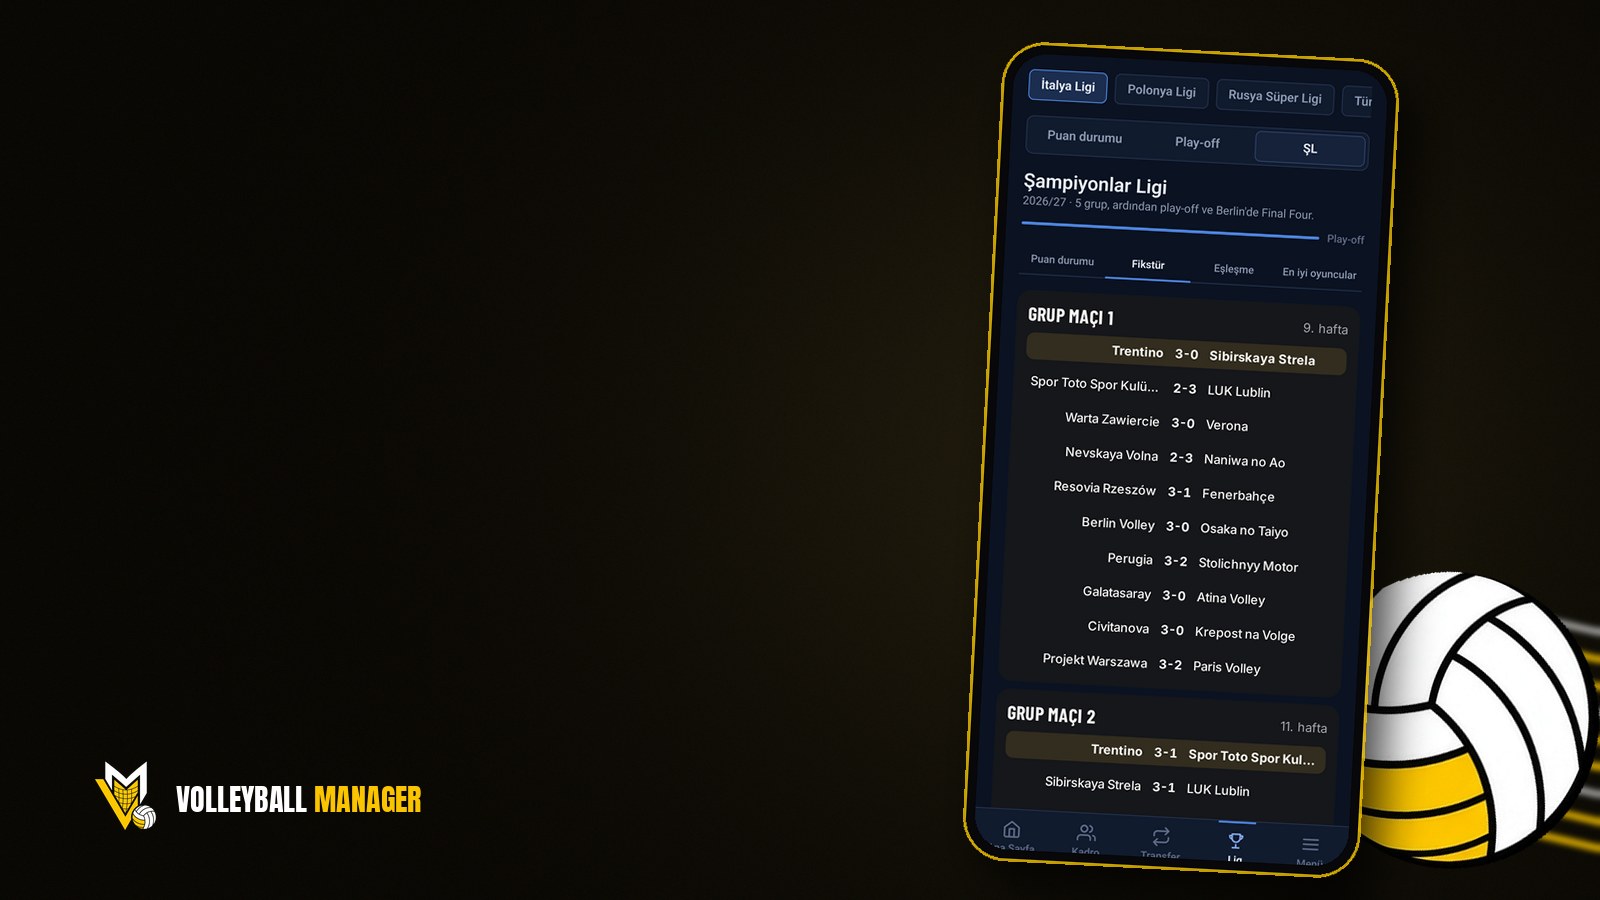 İtalya Ligi Polonya Ligi Rusya Süper Ligi Tür
Puan durumu Play-off ŞL
Şampiyonlar Ligi
2026/27 · 5 grup, ardından play-off ve Berlin'de Final Four.
Play-off
Puan durumu Fikstür Eşleşme En iyi oyuncular
GRUP MAÇI 1 9. hafta
Trentino 3-0 Sibirskaya Strela
Spor Toto Spor Kulü... 2-3 LUK Lublin
Warta Zawiercie 3-0 Verona
Nevskaya Volna 2-3 Naniwa no Ao
Resovia Rzeszów 3-1 Fenerbahçe
Berlin Volley 3-0 Osaka no Taiyo
Perugia 3-2 Stolichnyy Motor
Galatasaray 3-0 Atina Volley
Civitanova 3-0 Krepost na Volge
Projekt Warszawa 3-2 Paris Volley
GRUP MAÇI 2 11. hafta
Trentino 3-1 Spor Toto Spor Kul...
Sibirskaya Strela 3-1 LUK Lublin
Sayfa Kadro Transfer Lig Menü
VOLLEYBALL MANAGER